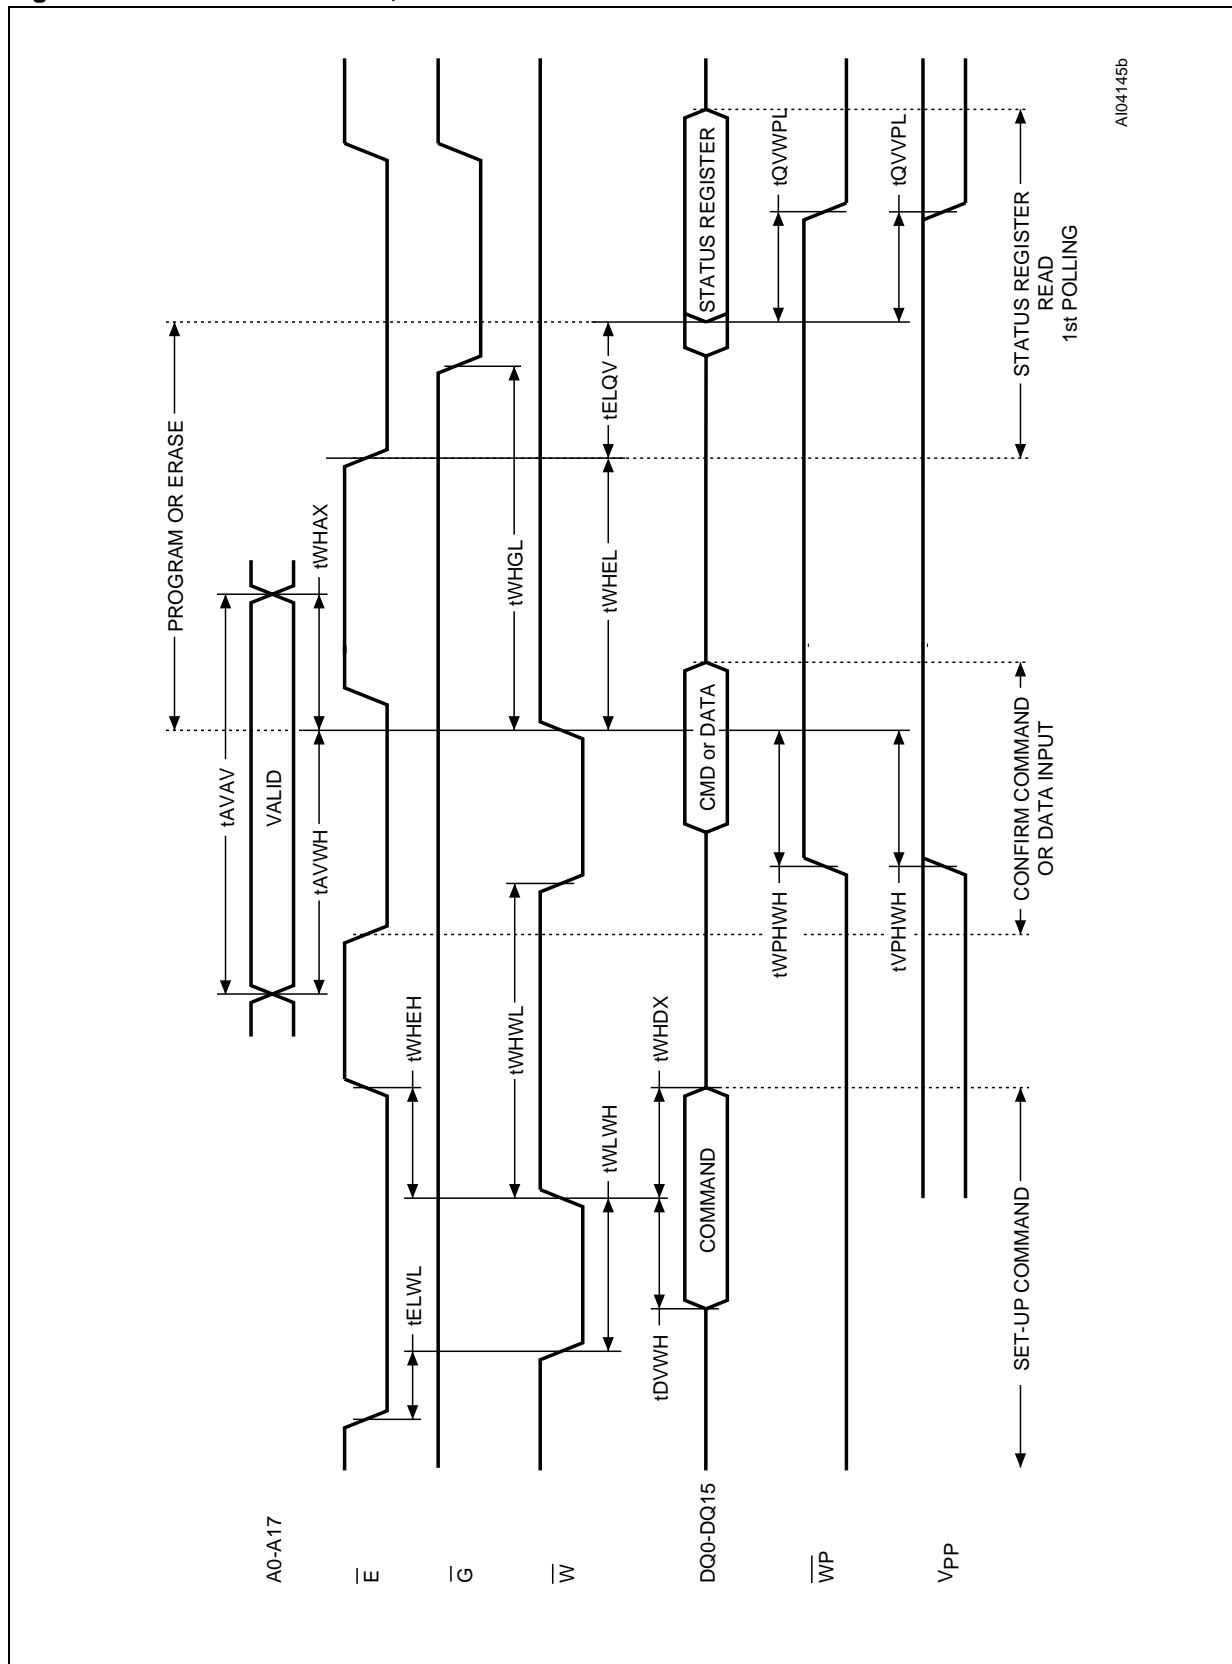 A0-A17
E
G
W
DQ0-DQ15
WP
VPP
PROGRAM OR ERASE
tAVAV
VALID
tAVWH
tWHAX
tELWL
tWHEH
tWHWL
tWHGL
tWLWH
tWHEL
tELQV
tDVWH
tWHDX
COMMAND
CMD or DATA
STATUS REGISTER
tWPHWH
tQVWPL
tVPHWH
tQVVPL
SET-UP COMMAND
CONFIRM COMMAND
OR DATA INPUT
STATUS REGISTER
READ
1st POLLING
AI04145b